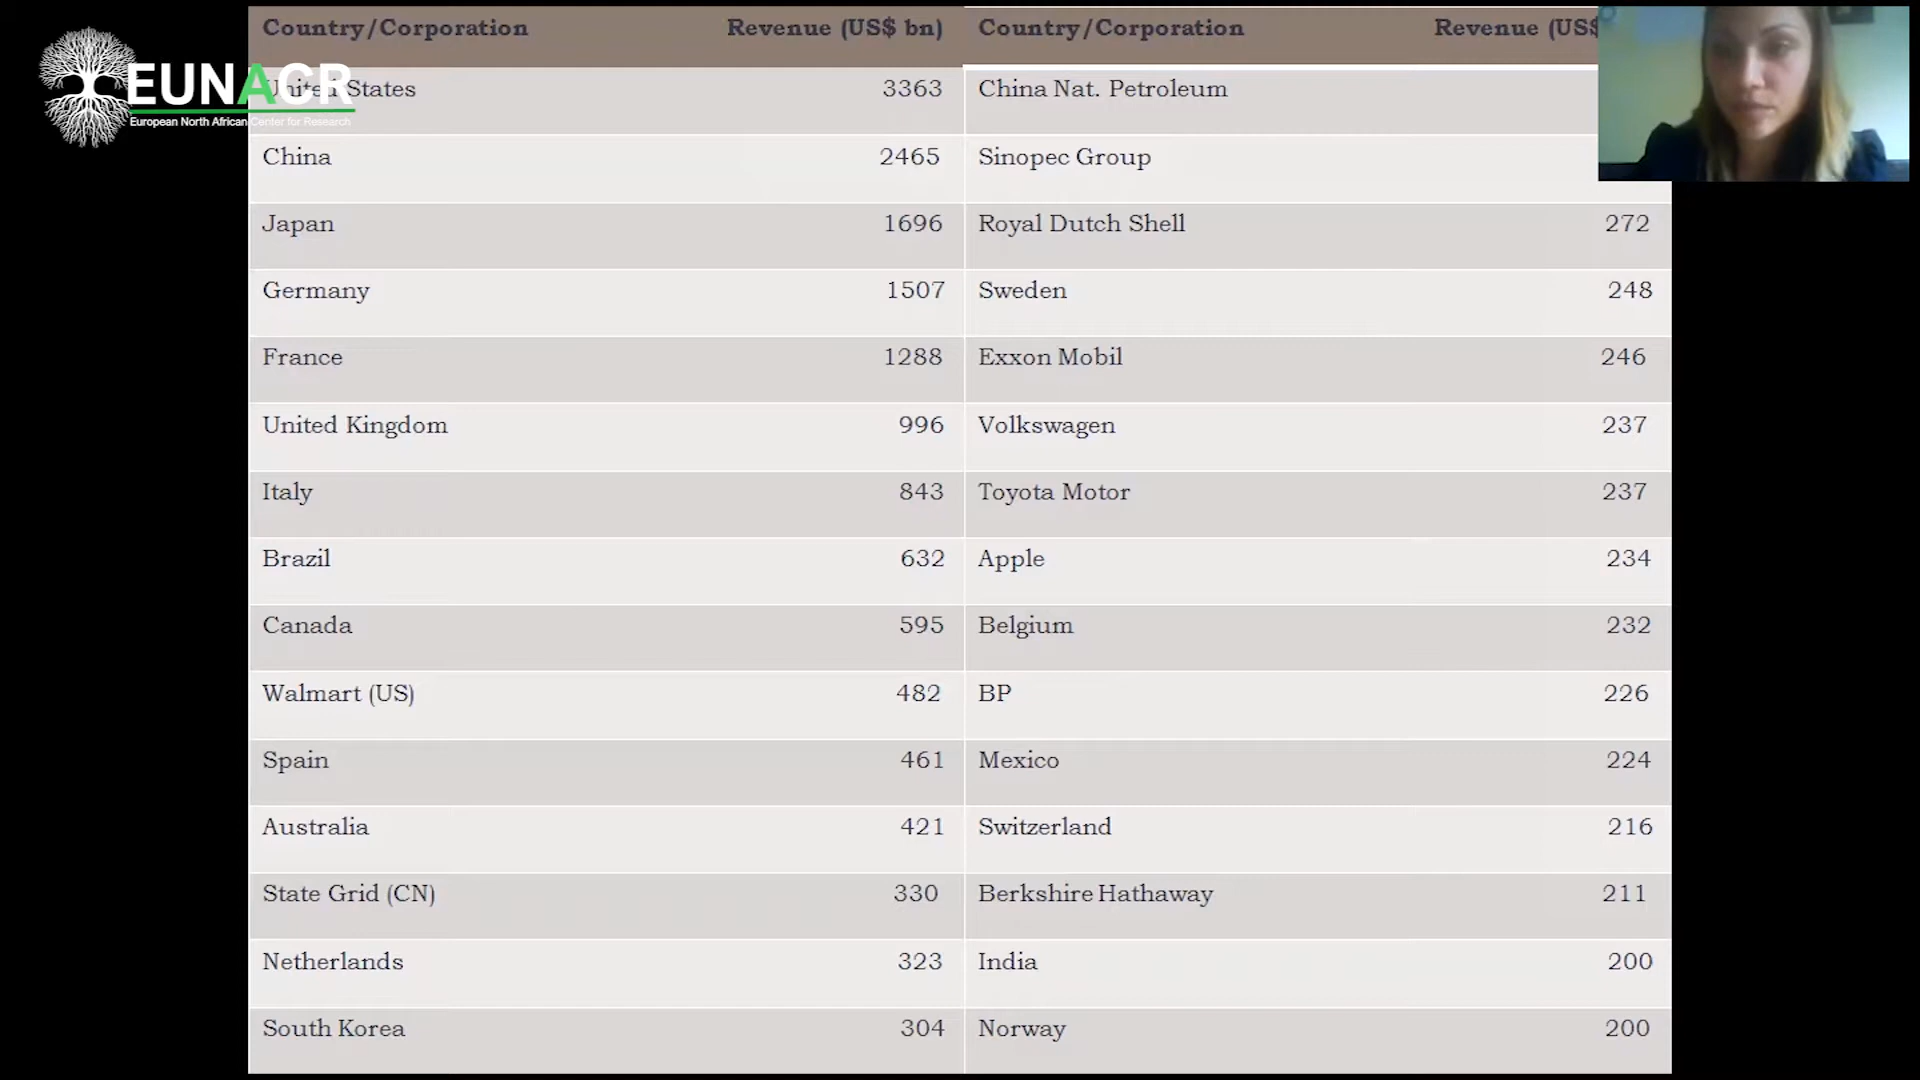 EUNACR
European North African Center for Research
Country/Corporation Revenue (US$ bn) Country/Corporation Revenue (US$
United States 3363 China Nat. Petroleum
China 2465 Sinopec Group
Japan 1696 Royal Dutch Shell 272
Germany 1507 Sweden 248
France 1288 Exxon Mobil 246
United Kingdom 996 Volkswagen 237
Italy 843 Toyota Motor 237
Brazil 632 Apple 234
Canada 595 Belgium 232
Walmart (US) 482 BP 226
Spain 461 Mexico 224
Australia 421 Switzerland 216
State Grid (CN) 330 Berkshire Hathaway 211
Netherlands 323 India 200
South Korea 304 Norway 200